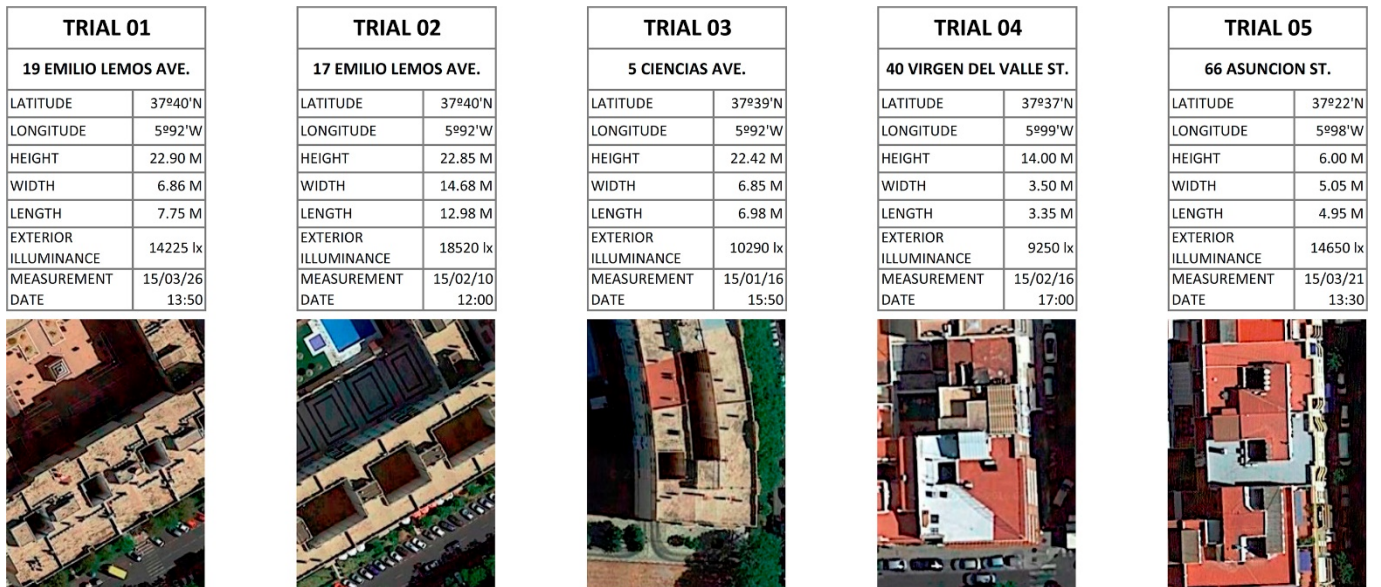 TRIAL 01
19 EMILIO LEMOS AVE.
LATITUDE 37º40'N
LONGITUDE 5º92'W
HEIGHT 22.90 M
WIDTH 6.86 M
LENGTH 7.75 M
EXTERIOR
ILLUMINANCE 14225 lx
MEASUREMENT 15/03/26
DATE 13:50
TRIAL 02
17 EMILIO LEMOS AVE.
LATITUDE 37º40'N
LONGITUDE 5º92'W
HEIGHT 22.85 M
WIDTH 14.68 M
LENGTH 12.98 M
EXTERIOR
ILLUMINANCE 18520 lx
MEASUREMENT 15/02/10
DATE 12:00
TRIAL 03
5 CIENCIAS AVE.
LATITUDE 37º39'N
LONGITUDE 5º92'W
HEIGHT 22.42 M
WIDTH 6.85 M
LENGTH 6.98 M
EXTERIOR
ILLUMINANCE 10290 lx
MEASUREMENT 15/01/16
DATE 15:50
TRIAL 04
40 VIRGEN DEL VALLE ST.
LATITUDE 37º37'N
LONGITUDE 5º99'W
HEIGHT 14.00 M
WIDTH 3.50 M
LENGTH 3.35 M
EXTERIOR
ILLUMINANCE 9250 lx
MEASUREMENT 15/02/16
DATE 17:00
TRIAL 05
66 ASUNCION ST.
LATITUDE 37º22'N
LONGITUDE 5º98'W
HEIGHT 6.00 M
WIDTH 5.05 M
LENGTH 4.95 M
EXTERIOR
ILLUMINANCE 14650 lx
MEASUREMENT 15/03/21
DATE 13:30